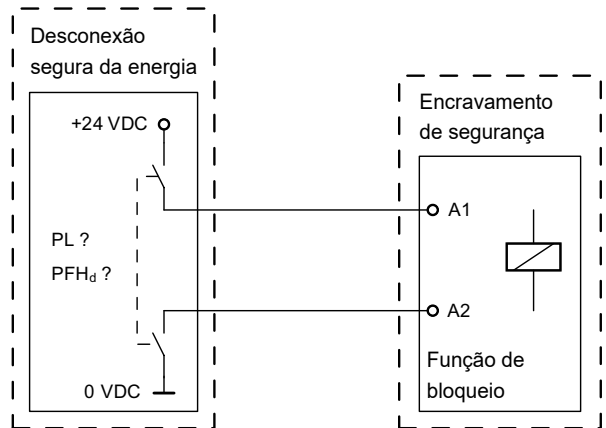 Desconexão
segura da energia
+24 VDC
PL ?
PFHd ?
0 VDC
Encravamento
de segurança
A1
A2
Função de
bloqueio